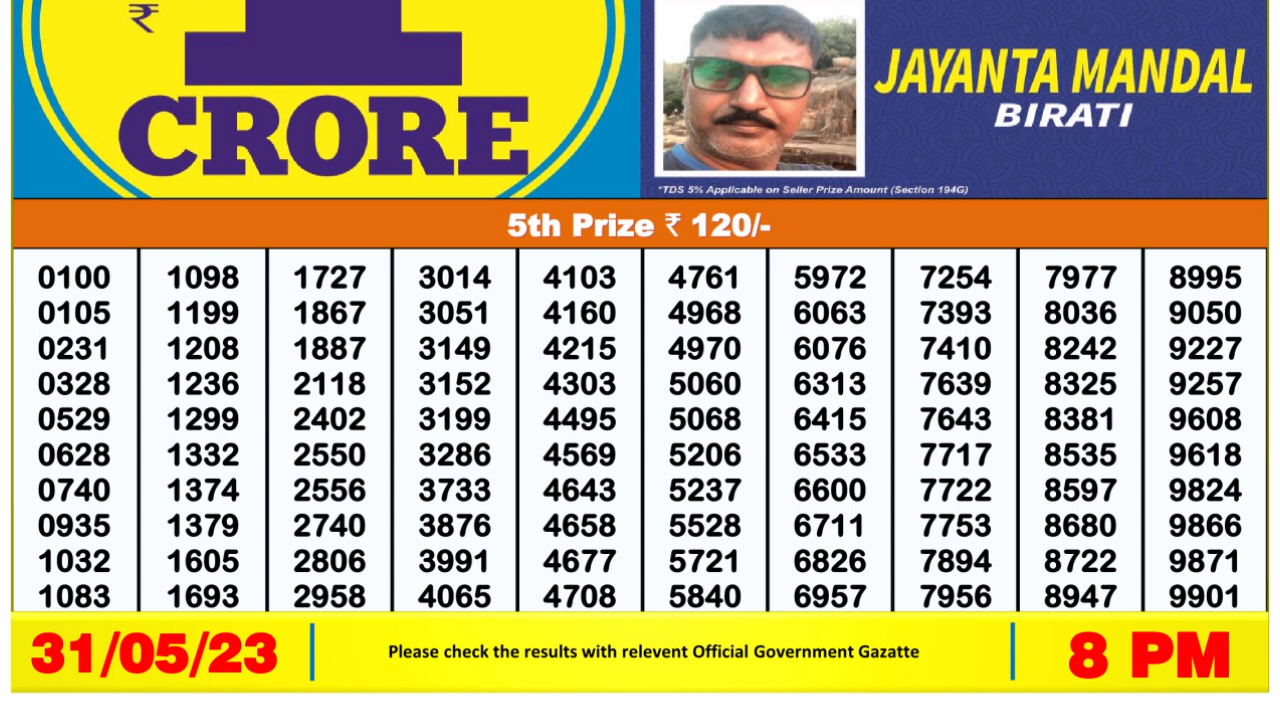 ₹
1
CRORE
JAYANTA MANDAL
BIRATI
*TDS 5% Applicable on Seller Prize Amount (Section 194G)
5th Prize ₹ 120/-
0100 1098 1727 3014 4103 4761 5972 7254 7977 8995
0105 1199 1867 3051 4160 4968 6063 7393 8036 9050
0231 1208 1887 3149 4215 4970 6076 7410 8242 9227
0328 1236 2118 3152 4303 5060 6313 7639 8325 9257
0529 1299 2402 3199 4495 5068 6415 7643 8381 9608
0628 1332 2550 3286 4569 5206 6533 7717 8535 9618
0740 1374 2556 3733 4643 5237 6600 7722 8597 9824
0935 1379 2740 3876 4658 5528 6711 7753 8680 9866
1032 1605 2806 3991 4677 5721 6826 7894 8722 9871
1083 1693 2958 4065 4708 5840 6957 7956 8947 9901
31/05/23 Please check the results with relevent Official Government Gazatte 8 PM